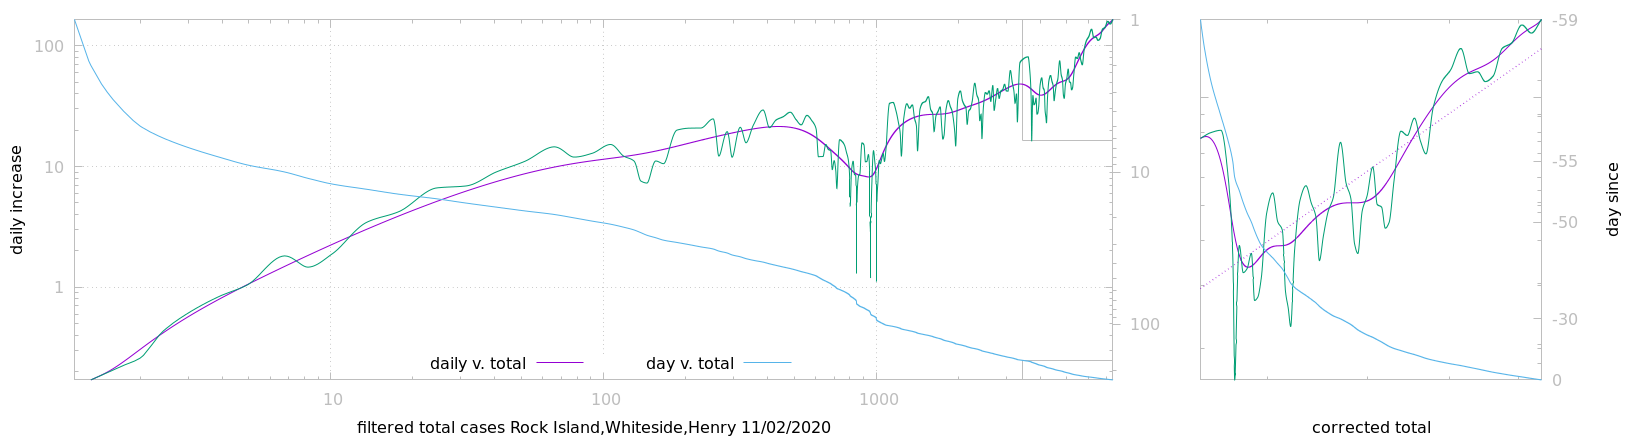 daily increase
100
10
1
10
100
1000
daily v. total
day v. total
filtered total cases Rock Island,Whiteside,Henry 11/02/2020
1
10
100
-59
-55
-50
-30
0
day since
corrected total